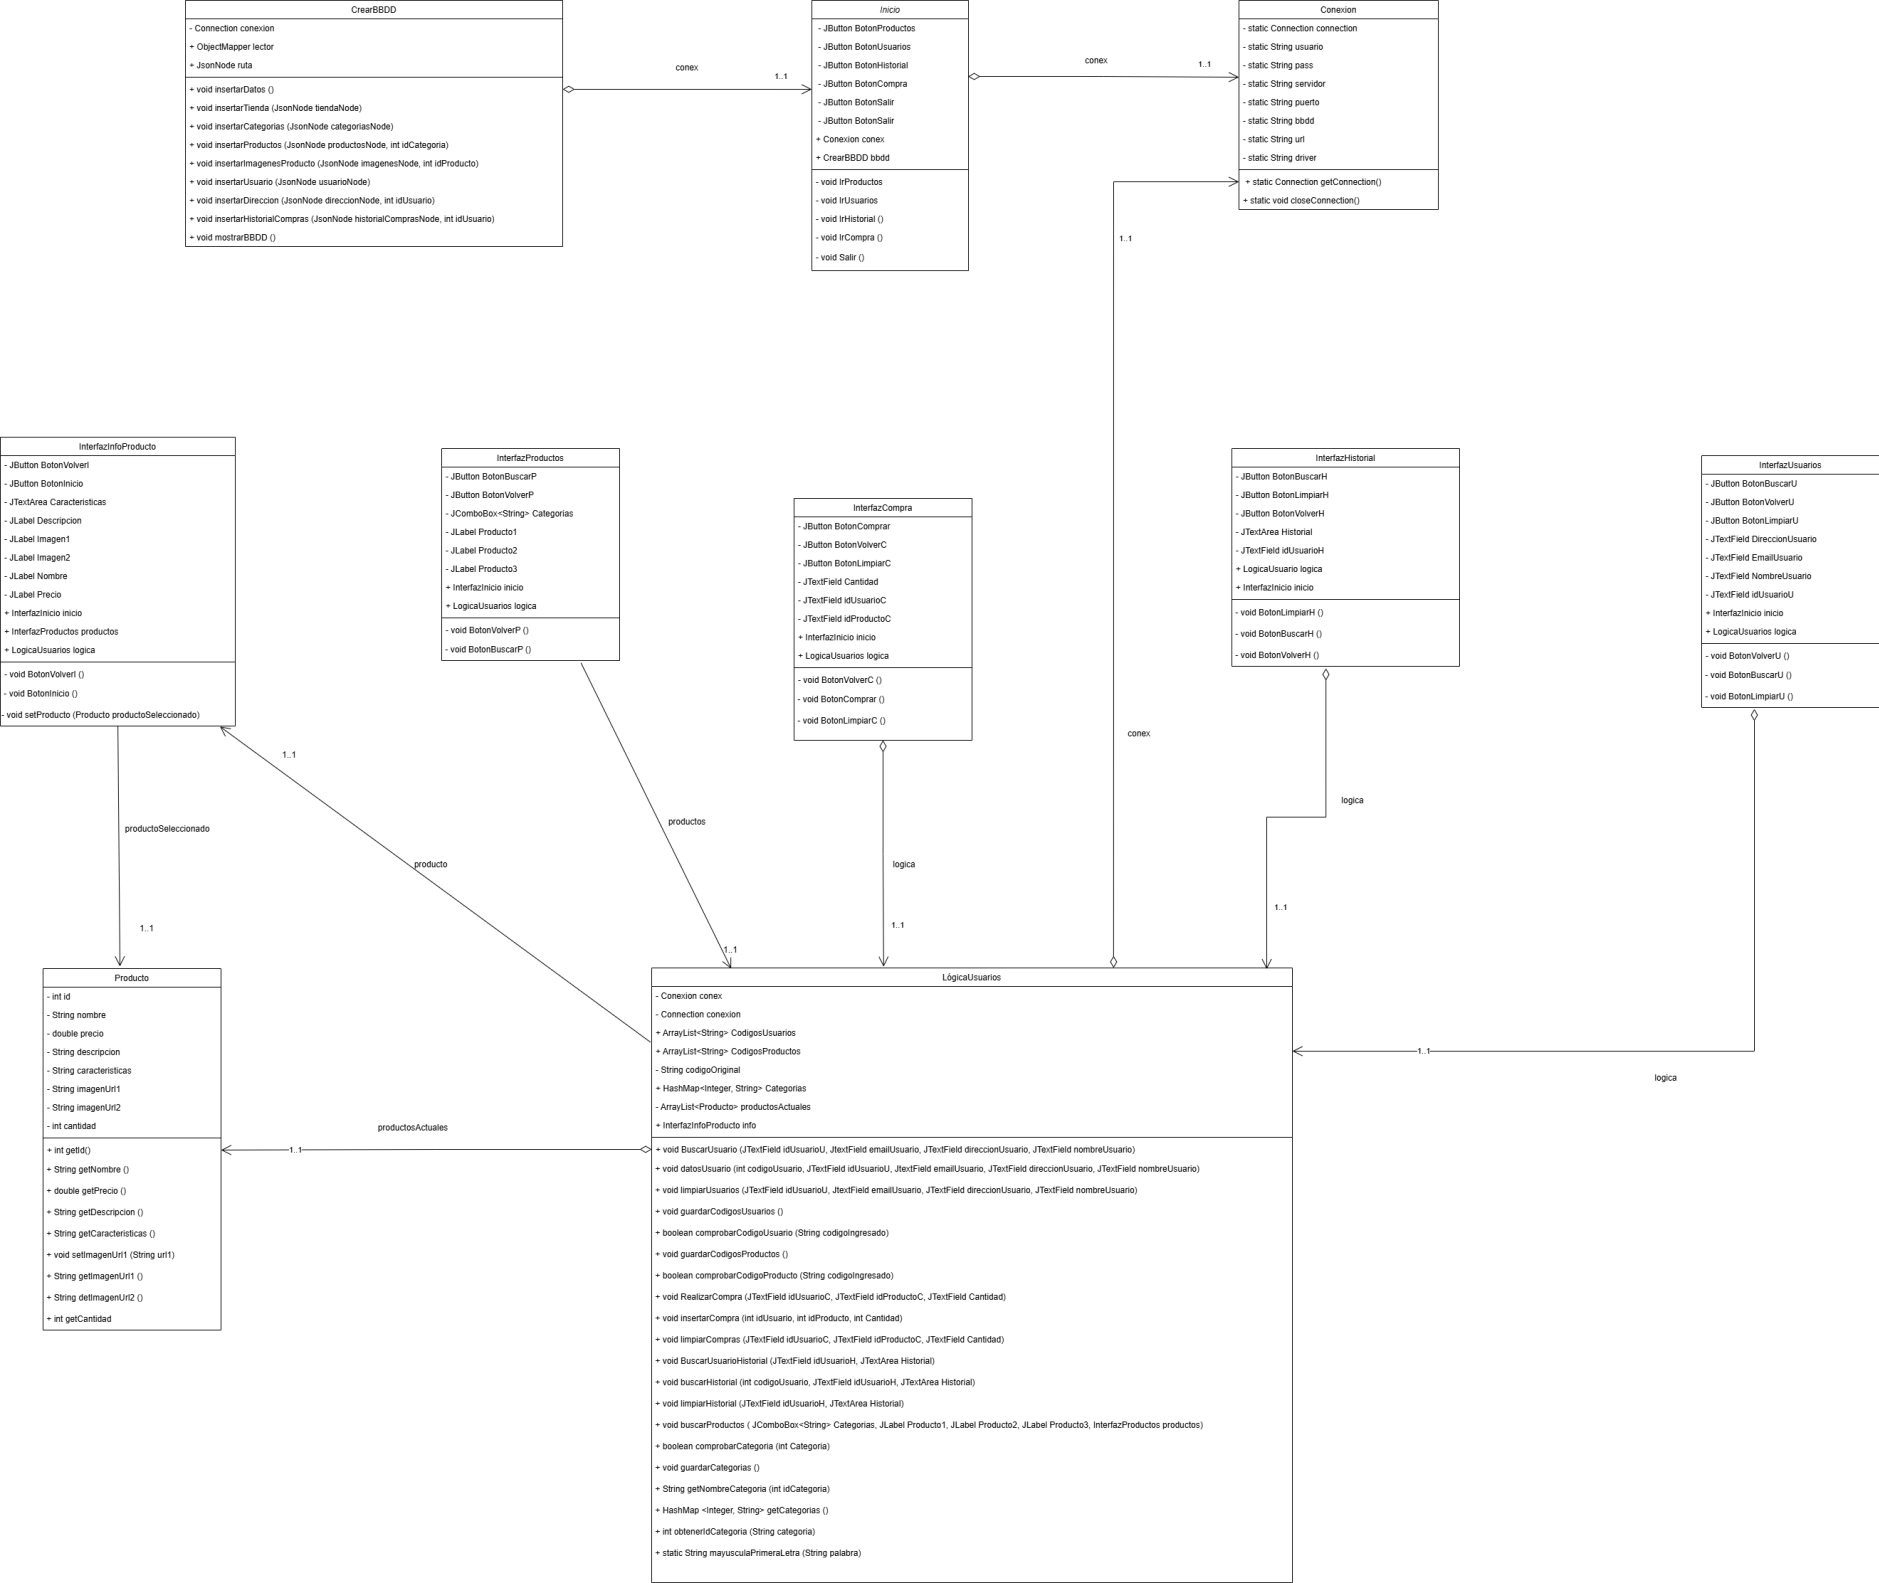 CrearBBDD
- Connection conexion
+ ObjectMapper lector
+ JsonNode ruta
+ void insertarDatos ()
+ void insertarTienda (JsonNode tiendaNode)
+ void insertarCategorias (JsonNode categoriasNode)
+ void insertarProductos (JsonNode productosNode, int idCategoria)
+ void insertarImagenesProducto (JsonNode imagenesNode, int idProducto)
+ void insertarUsuario (JsonNode usuarioNode)
+ void insertarDireccion (JsonNode direccionNode, int idUsuario)
+ void insertarHistorialCompras (JsonNode historialComprasNode, int idUsuario)
+ void mostrarBBDD ()
conex
1..1
Inicio
- JButton BotonProductos
- JButton BotonUsuarios
- JButton BotonHistorial
- JButton BotonCompra
- JButton BotonSalir
- JButton BotonSalir
+ Conexion conex
+ CrearBBDD bbdd
- void IrProductos
- void IrUsuarios
- void IrHistorial ()
- void IrCompra ()
- void Salir ()
conex
1..1
Conexion
- static Connection connection
- static String usuario
- static String pass
- static String servidor
- static String puerto
- static String bbdd
- static String url
- static String driver
+ static Connection getConnection()
+ static void closeConnection()
1..1
conex
InterfazInfoProducto
- JButton BotonVolverI
- JButton BotonInicio
- JTextArea Caracteristicas
- JLabel Descripcion
- JLabel Imagen1
- JLabel Imagen2
- JLabel Nombre
- JLabel Precio
+ InterfazInicio inicio
+ InterfazProductos productos
+ LogicaUsuarios logica
- void BotonVolverI ()
- void BotonInicio ()
- void setProducto (Producto productoSeleccionado)
InterfazProductos
- JButton BotonBuscarP
- JButton BotonVolverP
- JComboBox<String> Categorias
- JLabel Producto1
- JLabel Producto2
- JLabel Producto3
+ InterfazInicio inicio
+ LogicaUsuarios logica
- void BotonVolverP ()
- void BotonBuscarP ()
InterfazCompra
- JButton BotonComprar
- JButton BotonVolverC
- JButton BotonLimpiarC
- JTextField Cantidad
- JTextField idUsuarioC
- JTextField idProductoC
+ InterfazInicio inicio
+ LogicaUsuarios logica
- void BotonVolverC ()
- void BotonComprar ()
- void BotonLimpiarC ()
InterfazHistorial
- JButton BotonBuscarH
- JButton BotonLimpiarH
- JButton BotonVolverH
- JTextArea Historial
- JTextField idUsuarioH
+ LogicaUsuario logica
+ InterfazInicio inicio
- void BotonLimpiarH ()
- void BotonBuscarH ()
- void BotonVolverH ()
InterfazUsuarios
- JButton BotonBuscarU
- JButton BotonVolverU
- JButton BotonLimpiarU
- JTextField DireccionUsuario
- JTextField EmailUsuario
- JTextField NombreUsuario
- JTextField idUsuarioU
+ InterfazInicio inicio
+ LogicaUsuarios logica
- void BotonVolverU ()
- void BotonBuscarU ()
- void BotonLimpiarU ()
productoSeleccionado
1..1
1..1
producto
productos
1..1
logica
1..1
logica
1..1
1..1
logica
productosActuales
1..1
Producto
- int id
- String nombre
- double precio
- String descripcion
- String caracteristicas
- String imagenUrl1
- String imagenUrl2
- int cantidad
+ int getId()
+ String getNombre ()
+ double getPrecio ()
+ String getDescripcion ()
+ String getCaracteristicas ()
+ void setImagenUrl1 (String url1)
+ String getImagenUrl1 ()
+ String detImagenUrl2 ()
+ int getCantidad
LógicaUsuarios
- Conexion conex
- Connection conexion
+ ArrayList<String> CodigosUsuarios
+ ArrayList<String> CodigosProductos
- String codigoOriginal
+ HashMap<Integer, String> Categorias
- ArrayList<Producto> productosActuales
+ InterfazInfoProducto info
+ void BuscarUsuario (JTextField idUsuarioU, JtextField emailUsuario, JTextField direccionUsuario, JTextField nombreUsuario)
+ void datosUsuario (int codigoUsuario, JTextField idUsuarioU, JtextField emailUsuario, JTextField direccionUsuario, JTextField nombreUsuario)
+ void limpiarUsuarios (JTextField idUsuarioU, JtextField emailUsuario, JTextField direccionUsuario, JTextField nombreUsuario)
+ void guardarCodigosUsuarios ()
+ boolean comprobarCodigoUsuario (String codigoIngresado)
+ void guardarCodigosProductos ()
+ boolean comprobarCodigoProducto (String codigoIngresado)
+ void RealizarCompra (JTextField idUsuarioC, JTextField idProductoC, JTextField Cantidad)
+ void insertarCompra (int idUsuario, int idProducto, int Cantidad)
+ void limpiarCompras (JTextField idUsuarioC, JTextField idProductoC, JTextField Cantidad)
+ void BuscarUsuarioHistorial (JTextField idUsuarioH, JTextArea Historial)
+ void buscarHistorial (int codigoUsuario, JTextField idUsuarioH, JTextArea Historial)
+ void limpiarHistorial (JTextField idUsuarioH, JTextArea Historial)
+ void buscarProductos ( JComboBox<String> Categorias, JLabel Producto1, JLabel Producto2, JLabel Producto3, InterfazProductos productos)
+ boolean comprobarCategoria (int Categoria)
+ void guardarCategorias ()
+ String getNombreCategoria (int idCategoria)
+ HashMap <Integer, String> getCategorias ()
+ int obtenerIdCategoria (String categoria)
+ static String mayusculaPrimeraLetra (String palabra)